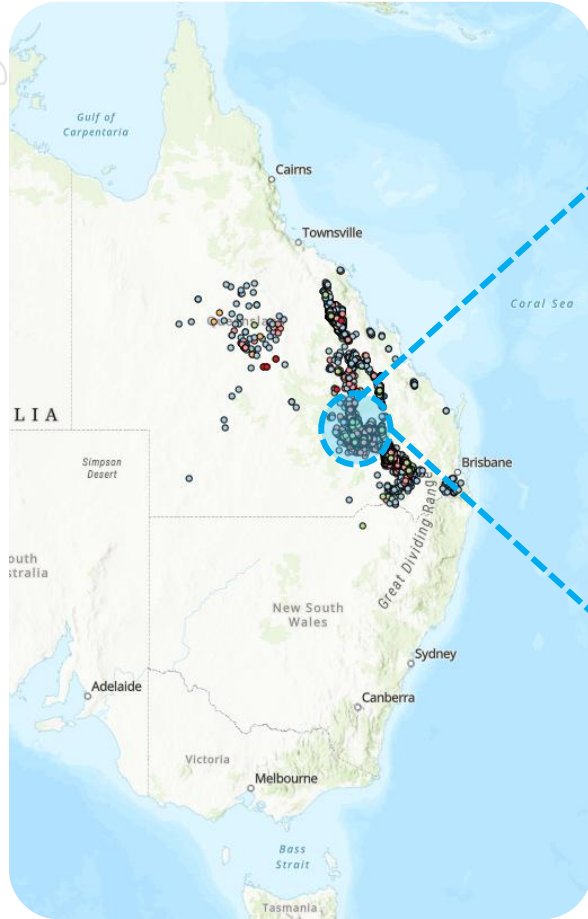 Gulf of
Carpentaria
Cairns
Townsville
Coral Sea
LIA
Simpson
Desert
Brisbane
Great Dividing Range
outh
stralia
New South
Wales
Sydney
Adelaide
Canberra
Victoria
Melbourne
Bass
Strait
Tasmania